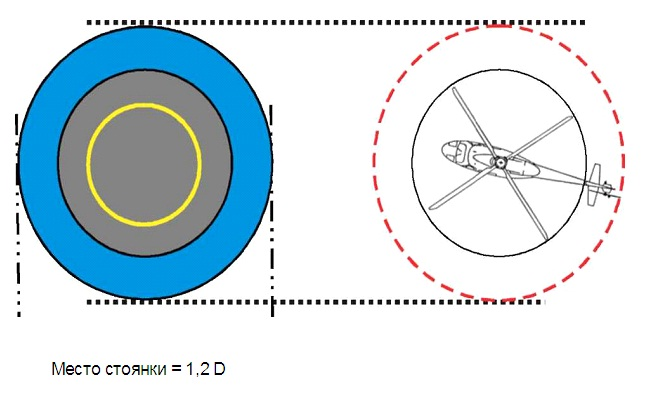 Место стоянки = 1,2 D